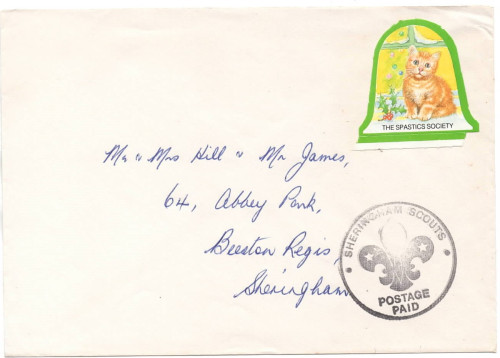 THE SPASTICS SOCIETY
Mr " Mrs Hill " Mr James,
64, Abbey Park,
Beeston Regis,
Sheringham
SHERINGHAM SCOUTS
POSTAGE
PAID